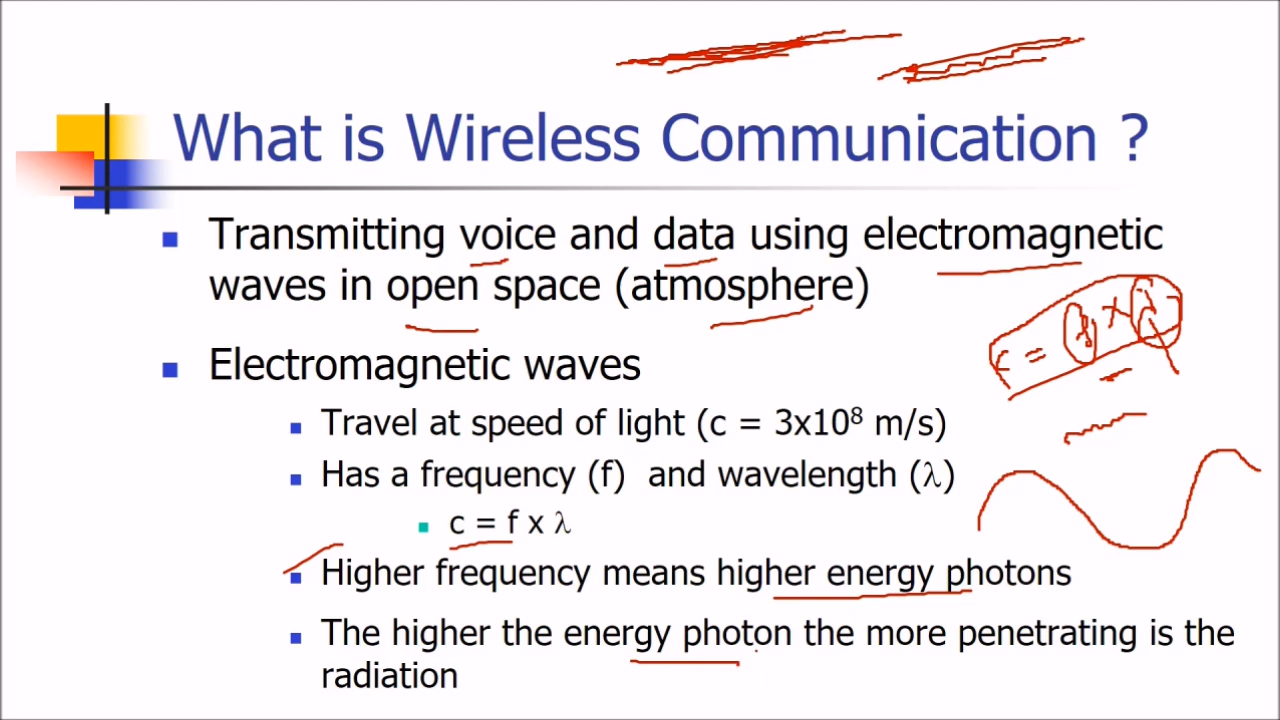 What is Wireless Communication ?
Transmitting voice and data using electromagnetic
waves in open space (atmosphere)
Electromagnetic waves
Travel at speed of light (c = 3x10⁸ m/s)
Has a frequency (f) and wavelength (λ)
c = f x λ
Higher frequency means higher energy photons
The higher the energy photon the more penetrating is the
radiation